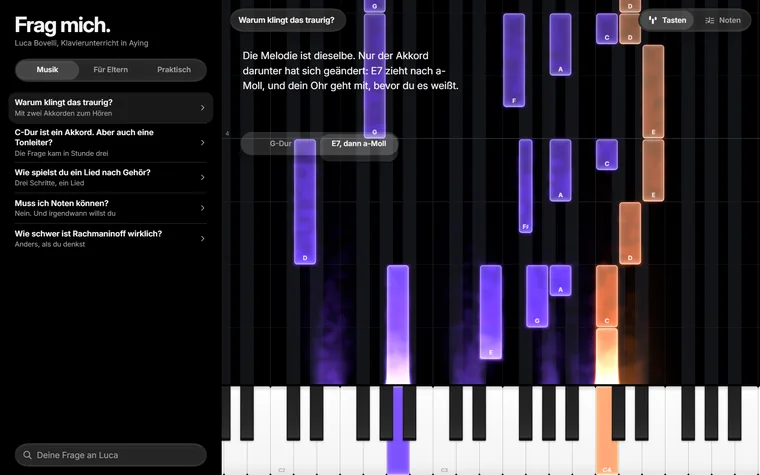 Frag mich.
Luca Bovelli, Klavierunterricht in Aying
Musik
Für Eltern
Praktisch
Warum klingt das traurig?
Mit zwei Akkorden zum Hören
C-Dur ist ein Akkord. Aber auch eine
Tonleiter?
Die Frage kam in Stunde drei
Wie spielst du ein Lied nach Gehör?
Drei Schritte, ein Lied
Muss ich Noten können?
Nein. Und irgendwann willst du
Wie schwer ist Rachmaninoff wirklich?
Anders, als du denkst
Deine Frage an Luca
Warum klingt das traurig?
Tasten
Noten
Die Melodie ist dieselbe. Nur der Akkord
darunter hat sich geändert: E7 zieht nach a-
Moll, und dein Ohr geht mit, bevor du es weißt.
G-Dur
E7, dann a-Moll
4
G
D
C
D
F
A
G
E
F#
A
C
E
D
D
E
G
A
C
C2
C3
C4